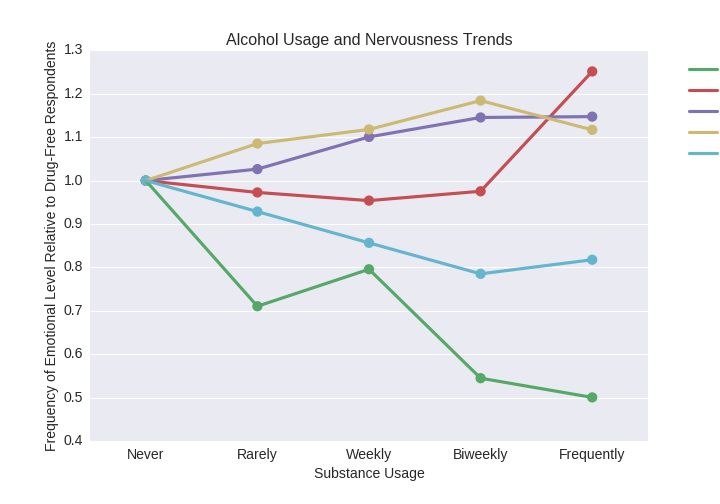 Alcohol Usage and Nervousness Trends
Frequency of Emotional Level Relative to Drug-Free Respondents
1.3
1.2
1.1
1.0
0.9
0.8
0.7
0.6
0.5
0.4
Never Rarely Weekly Biweekly Frequently
Substance Usage